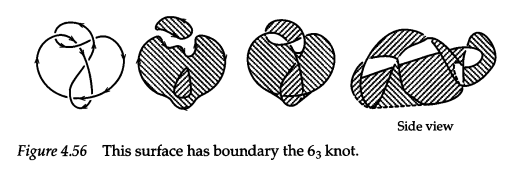 Side view
Figure 4.56 This surface has boundary the 6₃ knot.